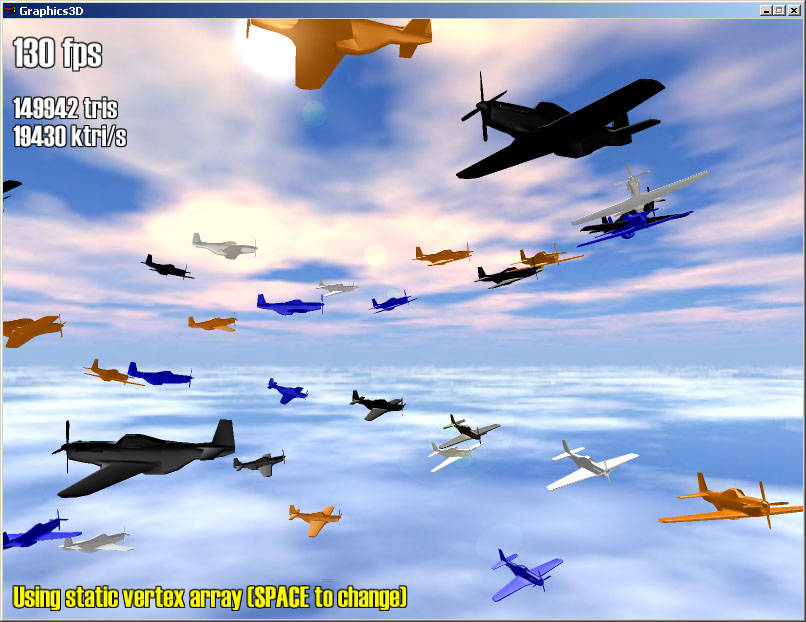 Graphics3D
130 fps
149942 tris
19430 ktri/s
Using static vertex array (SPACE to change)